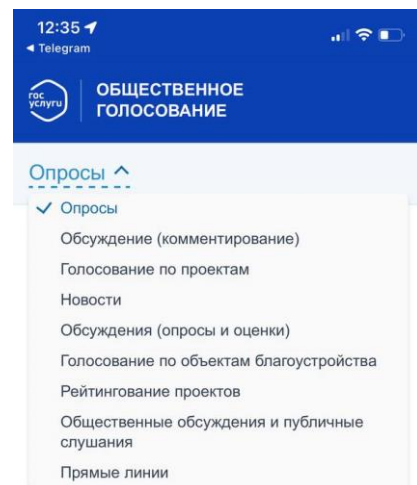 12:35
◀ Telegram
гос
услуги
ОБЩЕСТВЕННОЕ
ГОЛОСОВАНИЕ
Опросы
Опросы
Обсуждение (комментирование)
Голосование по проектам
Новости
Обсуждения (опросы и оценки)
Голосование по объектам благоустройства
Рейтингование проектов
Общественные обсуждения и публичные
слушания
Прямые линии